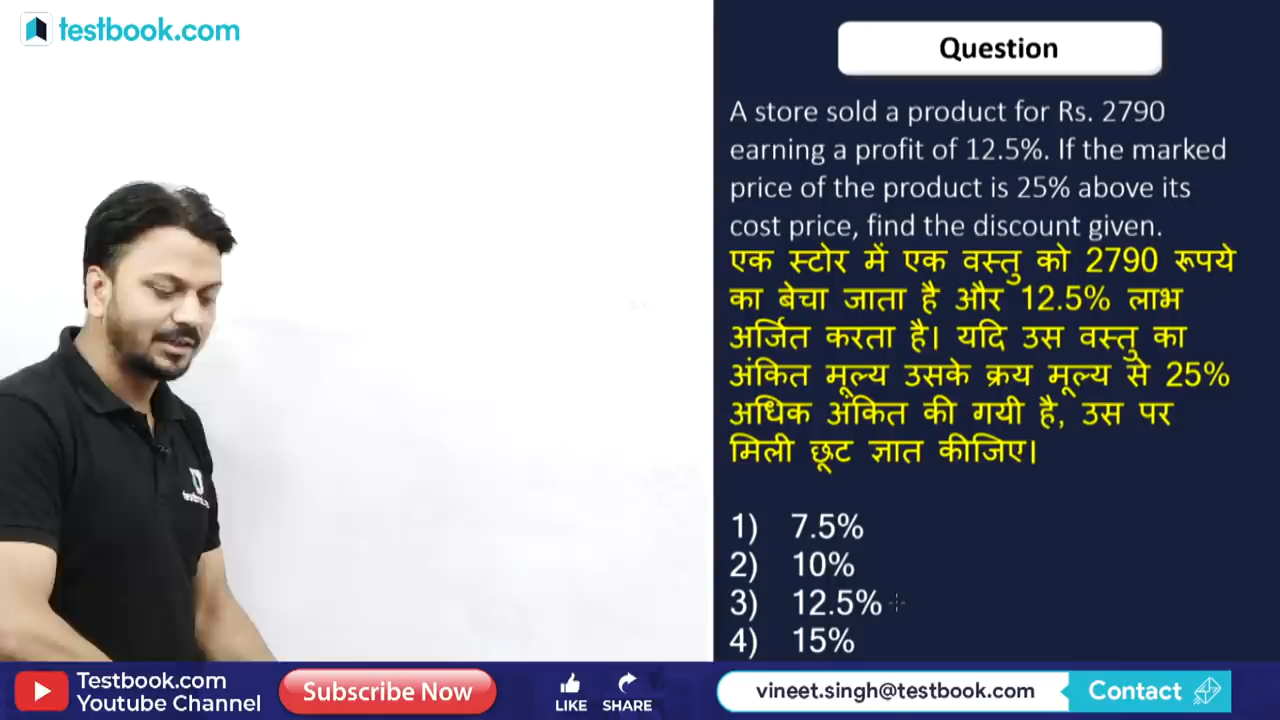 testbook.com
Question
A store sold a product for Rs. 2790
earning a profit of 12.5%. If the marked
price of the product is 25% above its
cost price, find the discount given.
एक स्टोर में एक वस्तु को 2790 रूपये
का बेचा जाता है और 12.5% लाभ
अर्जित करता है। यदि उस वस्तु का
अंकित मूल्य उसके क्रय मूल्य से 25%
अधिक अंकित की गयी है, उस पर
मिली छूट ज्ञात कीजिए।
1) 7.5%
2) 10%
3) 12.5%
4) 15%
Testbook.com
YouTube Channel
Subscribe Now
LIKE
SHARE
vineet.singh@testbook.com
Contact